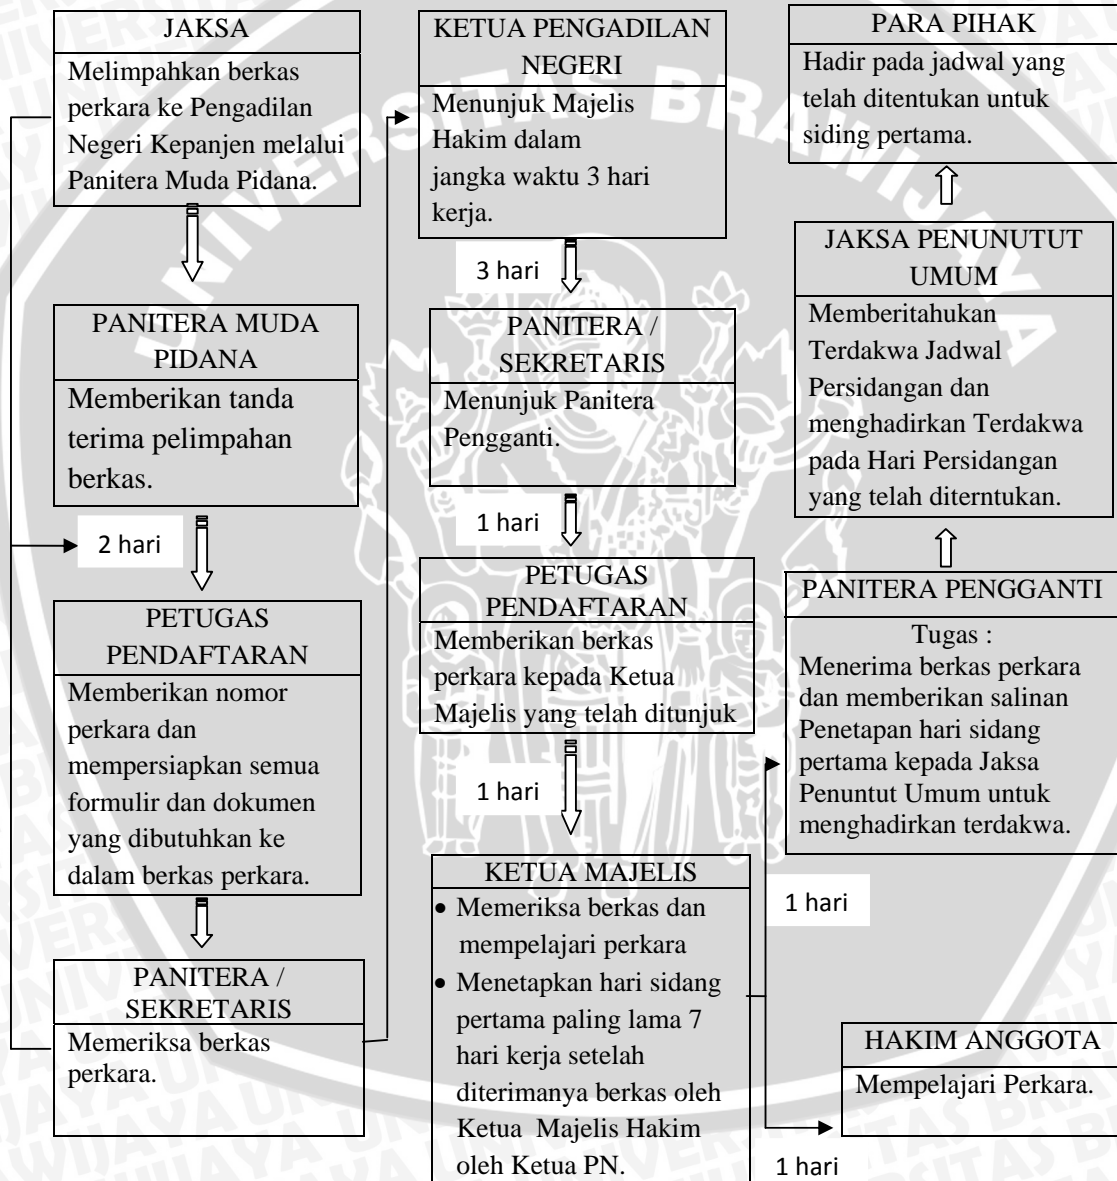 JAKSA
Melimpahkan berkas
perkara ke Pengadilan
Negeri Kepanjen melalui
Panitera Muda Pidana.
PANITERA MUDA
PIDANA
Memberikan tanda
terima pelimpahan
berkas.
2 hari
PETUGAS
PENDAFTARAN
Memberikan nomor
perkara dan
mempersiapkan semua
formulir dan dokumen
yang dibutuhkan ke
dalam berkas perkara.
PANITERA /
SEKRETARIS
Memeriksa berkas
perkara.
KETUA PENGADILAN
NEGERI
Menunjuk Majelis
Hakim dalam
jangka waktu 3 hari
kerja.
3 hari
PANITERA /
SEKRETARIS
Menunjuk Panitera
Pengganti.
1 hari
PETUGAS
PENDAFTARAN
Memberikan berkas
perkara kepada Ketua
Majelis yang telah ditunjuk
1 hari
KETUA MAJELIS
• Memeriksa berkas dan
mempelajari perkara
• Menetapkan hari sidang
pertama paling lama 7
hari kerja setelah
diterimanya berkas oleh
Ketua Majelis Hakim
oleh Ketua PN.
PARA PIHAK
Hadir pada jadwal yang
telah ditentukan untuk
siding pertama.
JAKSA PENUNUTUT
UMUM
Memberitahukan
Terdakwa Jadwal
Persidangan dan
menghadirkan Terdakwa
pada Hari Persidangan
yang telah diterntukan.
PANITERA PENGGANTI
Tugas :
Menerima berkas perkara
dan memberikan salinan
Penetapan hari sidang
pertama kepada Jaksa
Penuntut Umum untuk
menghadirkan terdakwa.
1 hari
HAKIM ANGGOTA
Mempelajari Perkara.
1 hari
UNIVERSITAS BRAWIJAYA